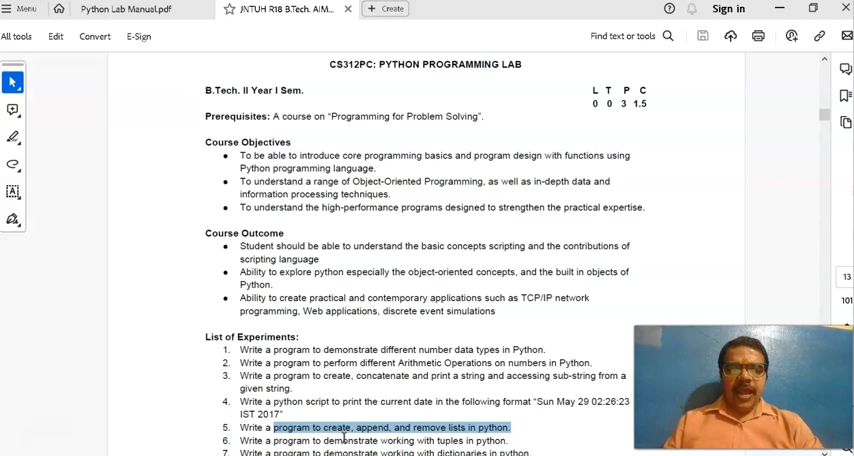 Menu
Python Lab Manual.pdf
JNTUH R18 B.Tech. AIM...
Create
Sign in
All tools
Edit
Convert
E-Sign
Find text or tools
CS312PC: PYTHON PROGRAMMING LAB
B.Tech. II Year I Sem.
L T P C
0 0 3 1.5
Prerequisites: A course on “Programming for Problem Solving”.
Course Objectives
To be able to introduce core programming basics and program design with functions using
Python programming language.
To understand a range of Object-Oriented Programming, as well as in-depth data and
information processing techniques.
To understand the high-performance programs designed to strengthen the practical expertise.
Course Outcome
Student should be able to understand the basic concepts scripting and the contributions of
scripting language
Ability to explore python especially the object-oriented concepts, and the built in objects of
Python.
Ability to create practical and contemporary applications such as TCP/IP network
programming, Web applications, discrete event simulations
List of Experiments:
1. Write a program to demonstrate different number data types in Python.
2. Write a program to perform different Arithmetic Operations on numbers in Python.
3. Write a program to create, concatenate and print a string and accessing sub-string from a
given string.
4. Write a python script to print the current date in the following format “Sun May 29 02:26:23
IST 2017”
5. Write a program to create, append, and remove lists in python.
6. Write a program to demonstrate working with tuples in python.
7. Write a program to demonstrate working with dictionaries in python.
13
101